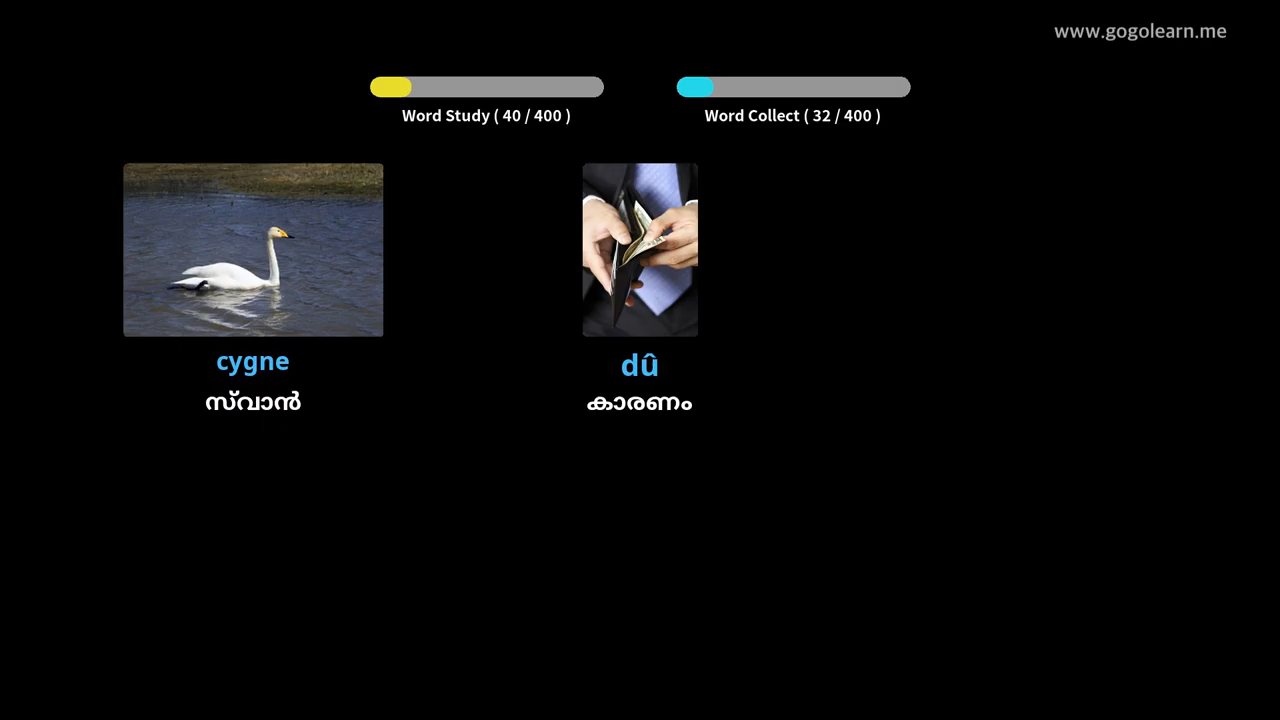 www.gogolearn.me
Word Study ( 40 / 400 )
Word Collect ( 32 / 400 )
cygne
സ്വാൻ
dû
കാരണം